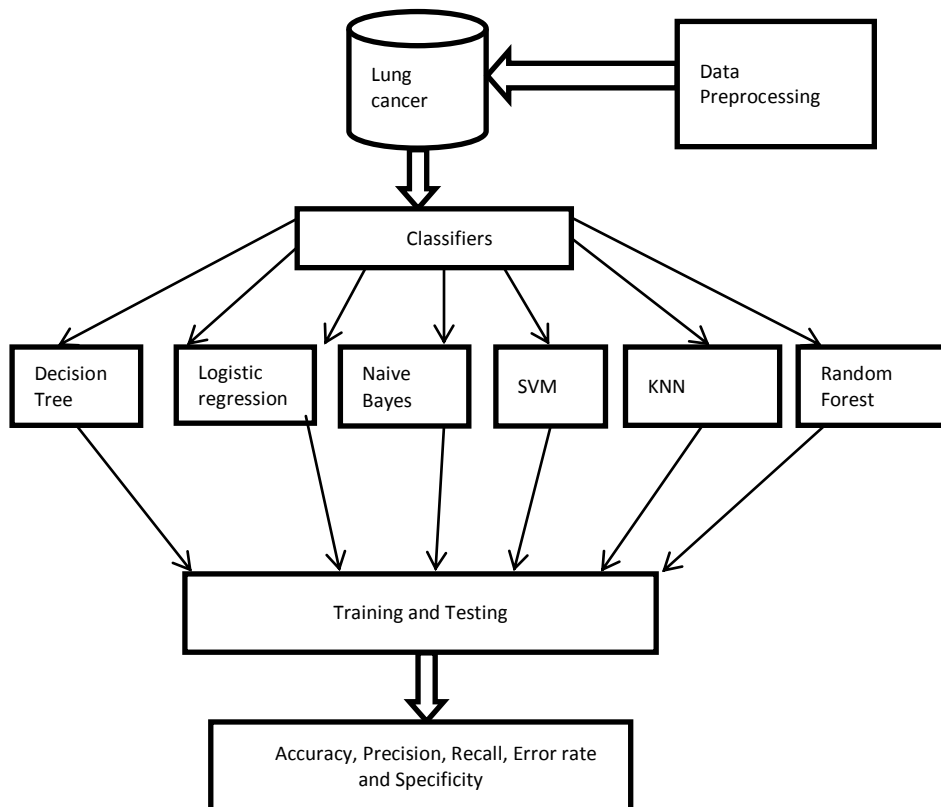 Lung
cancer
Data
Preprocessing
Classifiers
Decision
Tree
Logistic
regression
Naive
Bayes
SVM
KNN
Random
Forest
Training and Testing
Accuracy, Precision, Recall, Error rate
and Specificity